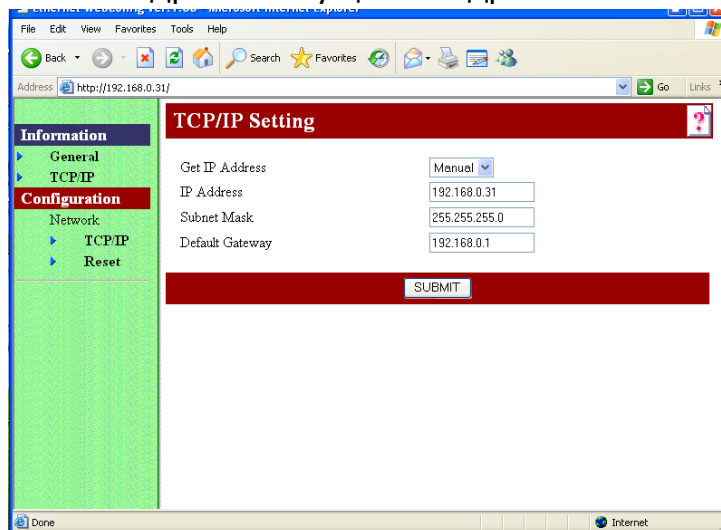 File Edit View Favorites Tools Help
Back Search Favorites
Address http://192.168.0.31/ Go Links
Information
General
TCP/IP
Configuration
Network
TCP/IP
Reset
TCP/IP Setting
?
Get IP Address Manual
IP Address 192.168.0.31
Subnet Mask 255.255.255.0
Default Gateway 192.168.0.1
SUBMIT
Done Internet